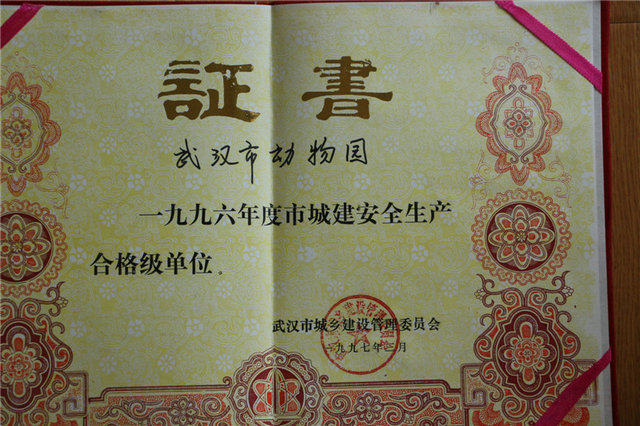 証書
武汉市动物园
一九九六年度市城建安全生产
合格级单位。
武汉市城乡建设管理委员会
一九九七年二月